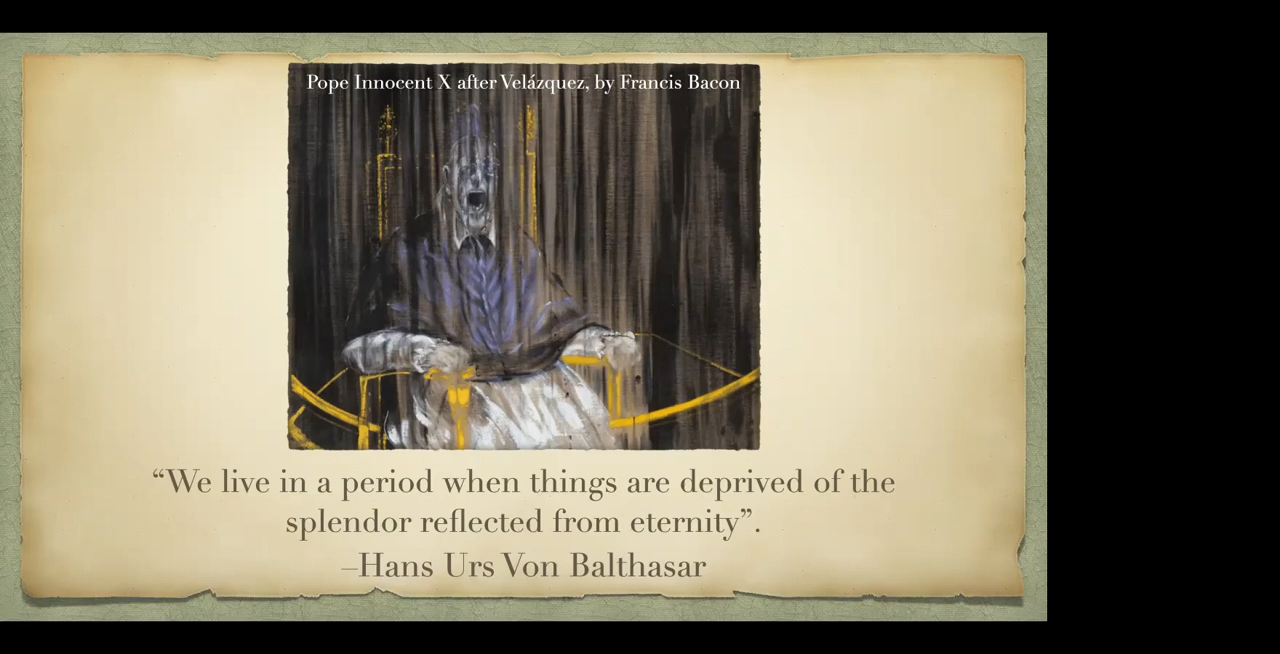 Pope Innocent X after Velázquez, by Francis Bacon
“We live in a period when things are deprived of the
splendor reflected from eternity”.
–Hans Urs Von Balthasar